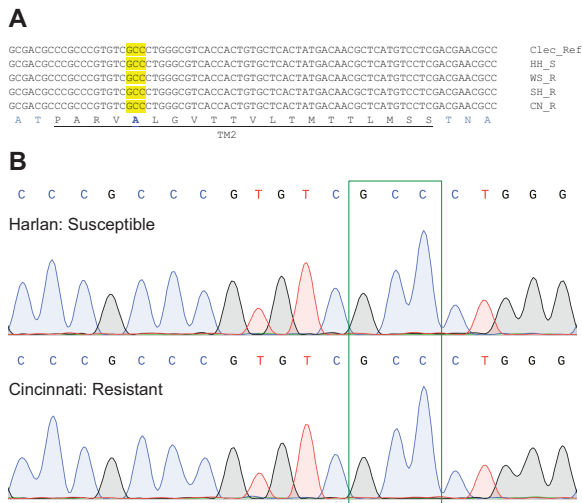 A
GCGACGCCCGCCCGTGTCGCCCTGGGCGTCACCACTGTGCTCACTATGACAACGCTCATGTCCTCGACGAACGCC Clec_Ref
GCGACGCCCGCCCGTGTCGCCCTGGGCGTCACCACTGTGCTCACTATGACAACGCTCATGTCCTCGACGAACGCC HH_S
GCGACGCCCGCCCGTGTCGCCCTGGGCGTCACCACTGTGCTCACTATGACAACGCTCATGTCCTCGACGAACGCC WS_R
GCGACGCCCGCCCGTGTCGCCCTGGGCGTCACCACTGTGCTCACTATGACAACGCTCATGTCCTCGACGAACGCC SH_R
GCGACGCCCGCCCGTGTCGCCCTGGGCGTCACCACTGTGCTCACTATGACAACGCTCATGTCCTCGACGAACGCC CN_R
A T P A R V A L G V T T V L T M T T L M S S T N A
TM2
B
C C C G C C C G T G T C G C C C T G G G
Harlan: Susceptible
C C C G C C C G T G T C G C C C T G G G
Cincinnati: Resistant